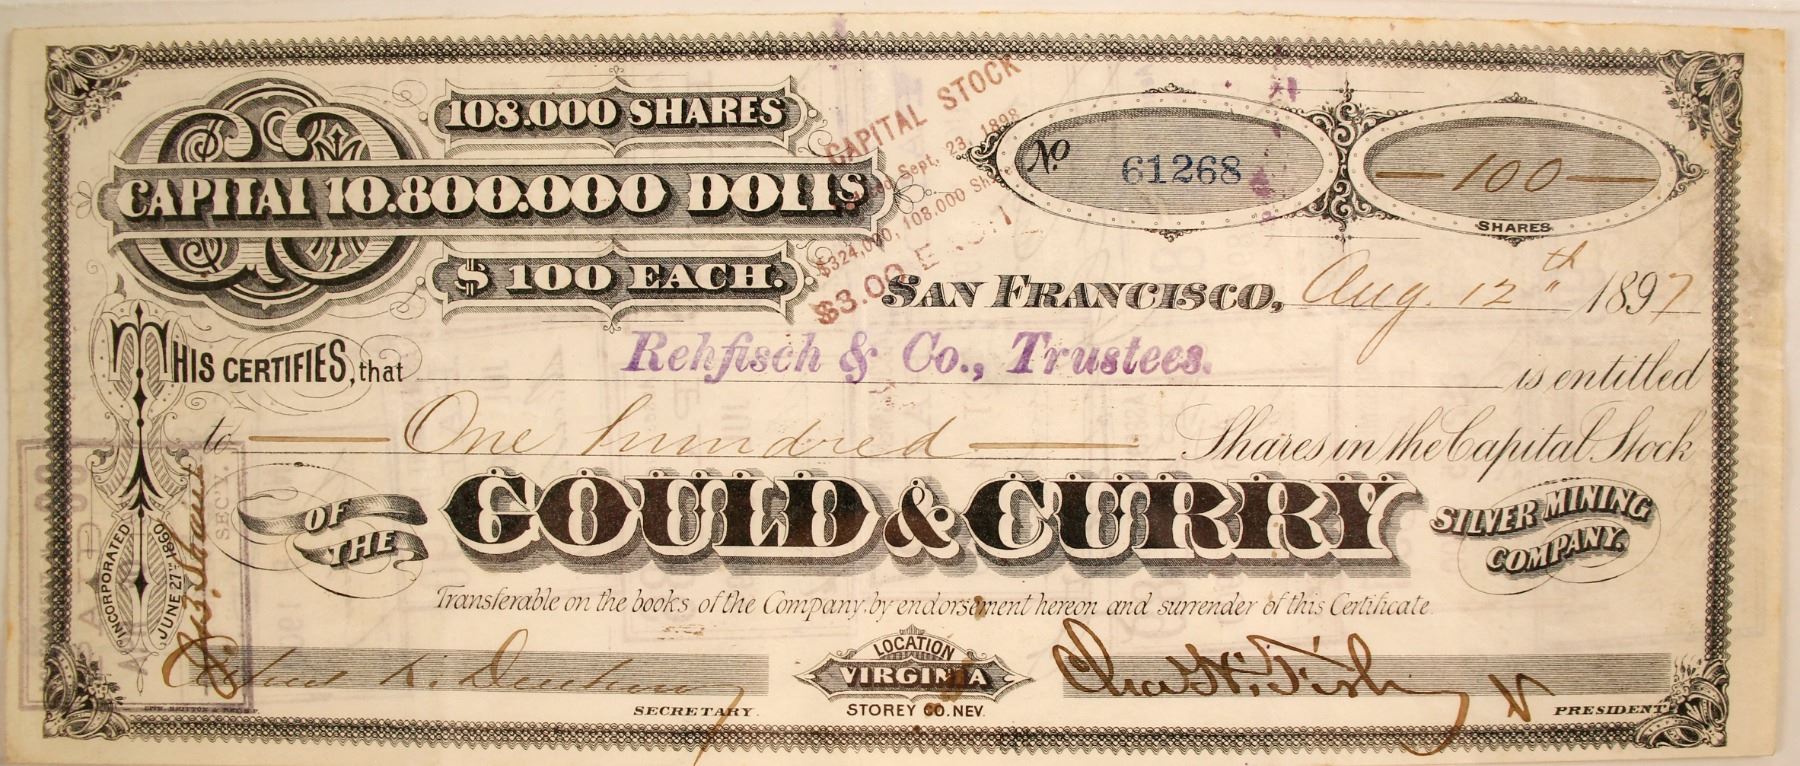 108.000 SHARES
CAPITAL 10.800.000 DOLLS
$ 100 EACH.
CAPITAL STOCK
Sept. 23, 1898
$324,000, 108,000 Sh
$3.00 E
No 61268
— 100 —
SHARES
SAN FRANCISCO, Aug. 12th 1897
THIS CERTIFIES, that Rehfisch & Co., Trustees. is entitled
to — One hundred — Shares in the Capital Stock
OF THE GOULD & CURRY SILVER MINING COMPANY.
Transferable on the books of the Company, by endorsement hereon and surrender of this Certificate.
INCORPORATED JUNE 27TH 1860
SEC'Y.
LOCATION
VIRGINIA
STOREY CO. NEV.
SECRETARY.
Chas H. Fish
PRESIDENT